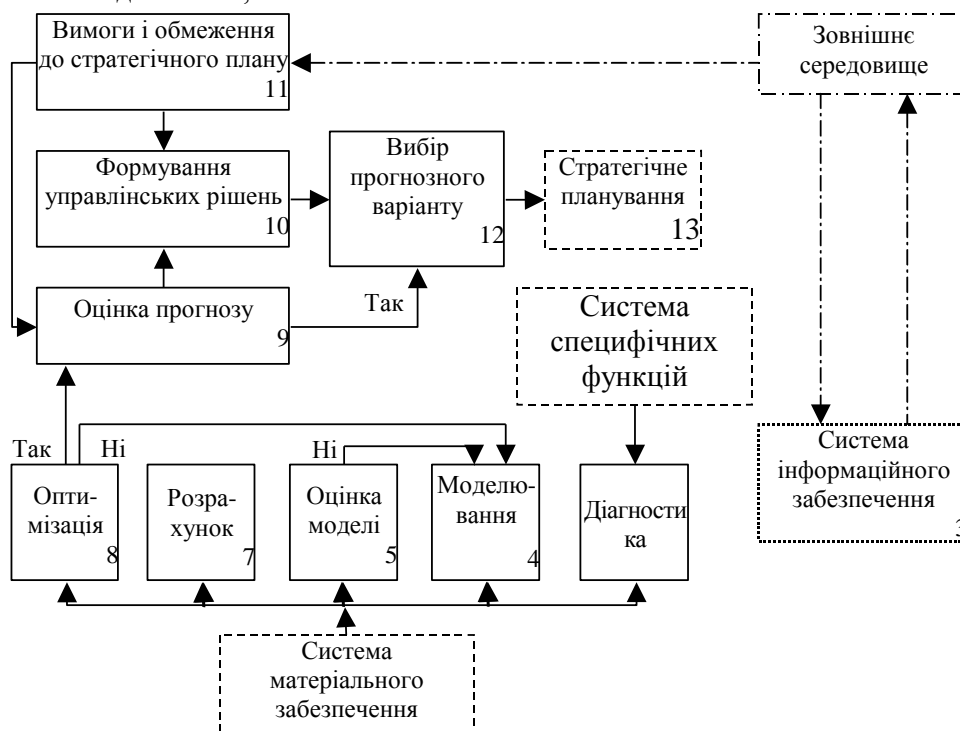 Вимоги і обмеження
до стратегічного плану
11
Зовнішнє
середовище
Формування
управлінських рішень
10
Вибір
прогнозного
варіанту
12
Стратегічне
планування
13
Оцінка прогнозу
9
Так
Система
специфічних
функцій
Так
Ні
Ні
Опти-
мізація
8
Розра-
хунок
7
Оцінка
моделі
5
Моделю-
вання
4
Діагности
ка
Система
інформаційного
забезпечення
3
Система
матеріального
забезпечення